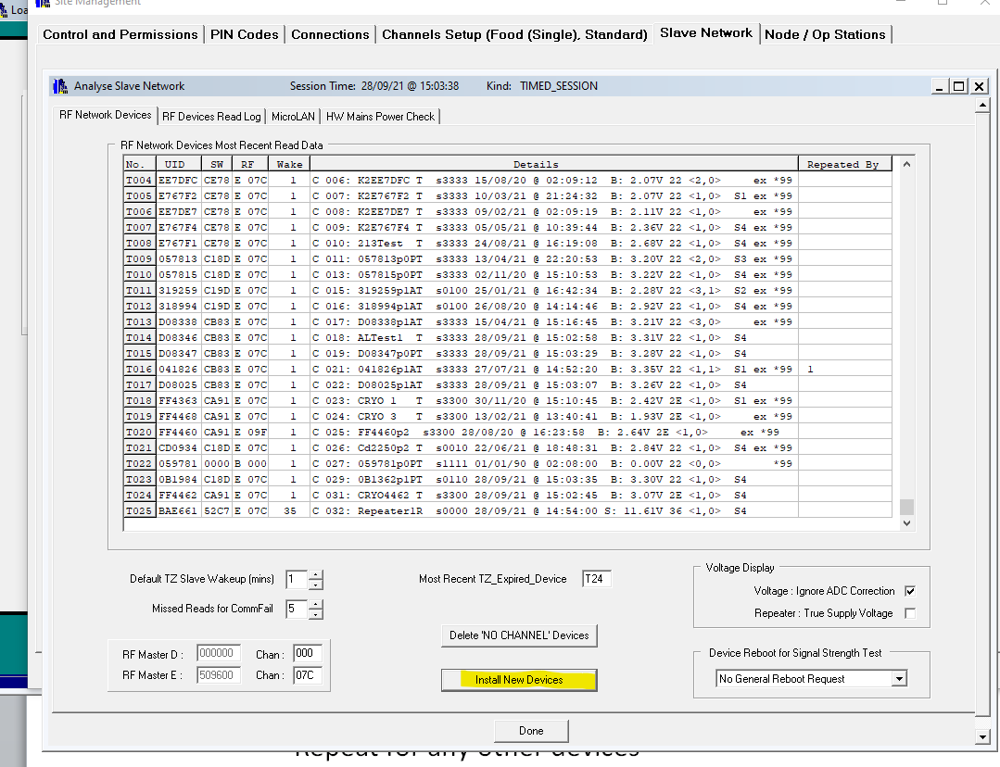 Loa
Site Management
Control and Permissions PIN Codes Connections Channels Setup (Food (Single), Standard) Slave Network Node / Op Stations
Analyse Slave Network Session Time: 28/09/21 @ 15:03:38 Kind: TIMED_SESSION
RF Network Devices RF Devices Read Log MicroLAN HW Mains Power Check
RF Network Devices Most Recent Read Data
No. UID SW RF Wake Details Repeated By
T004 EE7DFC CE78 E 07C 1 C 006: K2EE7DFC T s3333 15/08/20 @ 02:09:12 B: 2.07V 22 <2,0> ex *99
T005 E767F2 CE78 E 07C 1 C 007: K2E767F2 T s3333 10/03/21 @ 21:24:32 B: 2.07V 22 <1,0> S1 ex *99
T006 EE7DE7 CE78 E 07C 1 C 008: K2EE7DE7 T s3333 09/02/21 @ 02:09:19 B: 2.11V 22 <1,0> ex *99
T007 E767F4 CE78 E 07C 1 C 009: K2E767F4 T s3333 05/05/21 @ 10:39:44 B: 2.36V 22 <1,0> S4 ex *99
T008 E767F1 CE78 E 07C 1 C 010: 213Test T s3333 24/08/21 @ 16:19:08 B: 2.68V 22 <1,0> S4 ex *99
T009 057813 C18D E 07C 1 C 011: 057813p0PT s3333 13/04/21 @ 22:20:53 B: 3.20V 22 <2,0> S3 ex *99
T010 057815 C18D E 07C 1 C 013: 057815p0PT s3333 02/11/20 @ 15:10:53 B: 3.22V 22 <1,0> S4 ex *99
T011 319259 C19D E 07C 1 C 015: 319259p1AT s0100 25/01/21 @ 16:42:34 B: 2.28V 22 <3,1> S2 ex *99
T012 318994 C19D E 07C 1 C 016: 318994p1AT s0100 26/08/20 @ 14:14:46 B: 2.92V 22 <1,0> S4 ex *99
T013 D08338 CB83 E 07C 1 C 017: D08338p1AT s3333 15/04/21 @ 15:16:45 B: 3.21V 22 <3,0> ex *99
T014 D08346 CB83 E 07C 1 C 018: ALTest1 T s3333 28/09/21 @ 15:02:58 B: 3.31V 22 <1,0> S4
T015 D08347 CB83 E 07C 1 C 019: D08347p0PT s3333 28/09/21 @ 15:03:29 B: 3.28V 22 <1,0> S4
T016 041826 CB83 E 07C 1 C 021: 041826p1AT s3333 27/07/21 @ 14:52:20 B: 3.35V 22 <1,1> S1 ex *99 1
T017 D08025 CB83 E 07C 1 C 022: D08025p1AT s3333 28/09/21 @ 15:03:07 B: 3.26V 22 <1,0> S4
T018 FF4363 CA91 E 07C 1 C 023: CRYO 1 T s3300 30/11/20 @ 15:10:45 B: 2.42V 2E <1,0> S1 ex *99
T019 FF4468 CA91 E 07C 1 C 024: CRYO 3 T s3300 13/02/21 @ 13:40:41 B: 1.93V 2E <1,0> ex *99
T020 FF4460 CA91 E 09F 1 C 025: FF4460p2 s3300 28/08/20 @ 16:23:58 B: 2.64V 2E <1,0> ex *99
T021 CD0934 C18D E 07C 1 C 026: Cd2250p2 T s0010 22/06/21 @ 18:48:31 B: 2.84V 22 <1,0> S4 ex *99
T022 059781 0000 B 000 1 C 027: 059781p0PT s1111 01/01/90 @ 02:08:00 B: 0.00V 22 <0,0> *99
T023 0B1984 C18D E 07C 1 C 029: 0B1362p1PT s0110 28/09/21 @ 15:03:35 B: 3.30V 22 <1,0> S4
T024 FF4462 CA91 E 07C 1 C 031: CRYO4462 T s3300 28/09/21 @ 15:02:45 B: 3.07V 2E <1,0> S4
T025 BAE661 52C7 E 07C 35 C 032: Repeater1R s0000 28/09/21 @ 14:54:00 S: 11.61V 36 <1,0> S4
Default TZ Slave Wakeup (mins) 1 Most Recent TZ_Expired_Device T24
Missed Reads for CommFail 5
Voltage Display
Voltage : Ignore ADC Correction
Repeater : True Supply Voltage
Delete 'NO CHANNEL' Devices
RF Master D : 000000 Chan : 000
RF Master E : 509600 Chan : 07C
Install New Devices
Device Reboot for Signal Strength Test
No General Reboot Request
Done
Repeat for any other devices